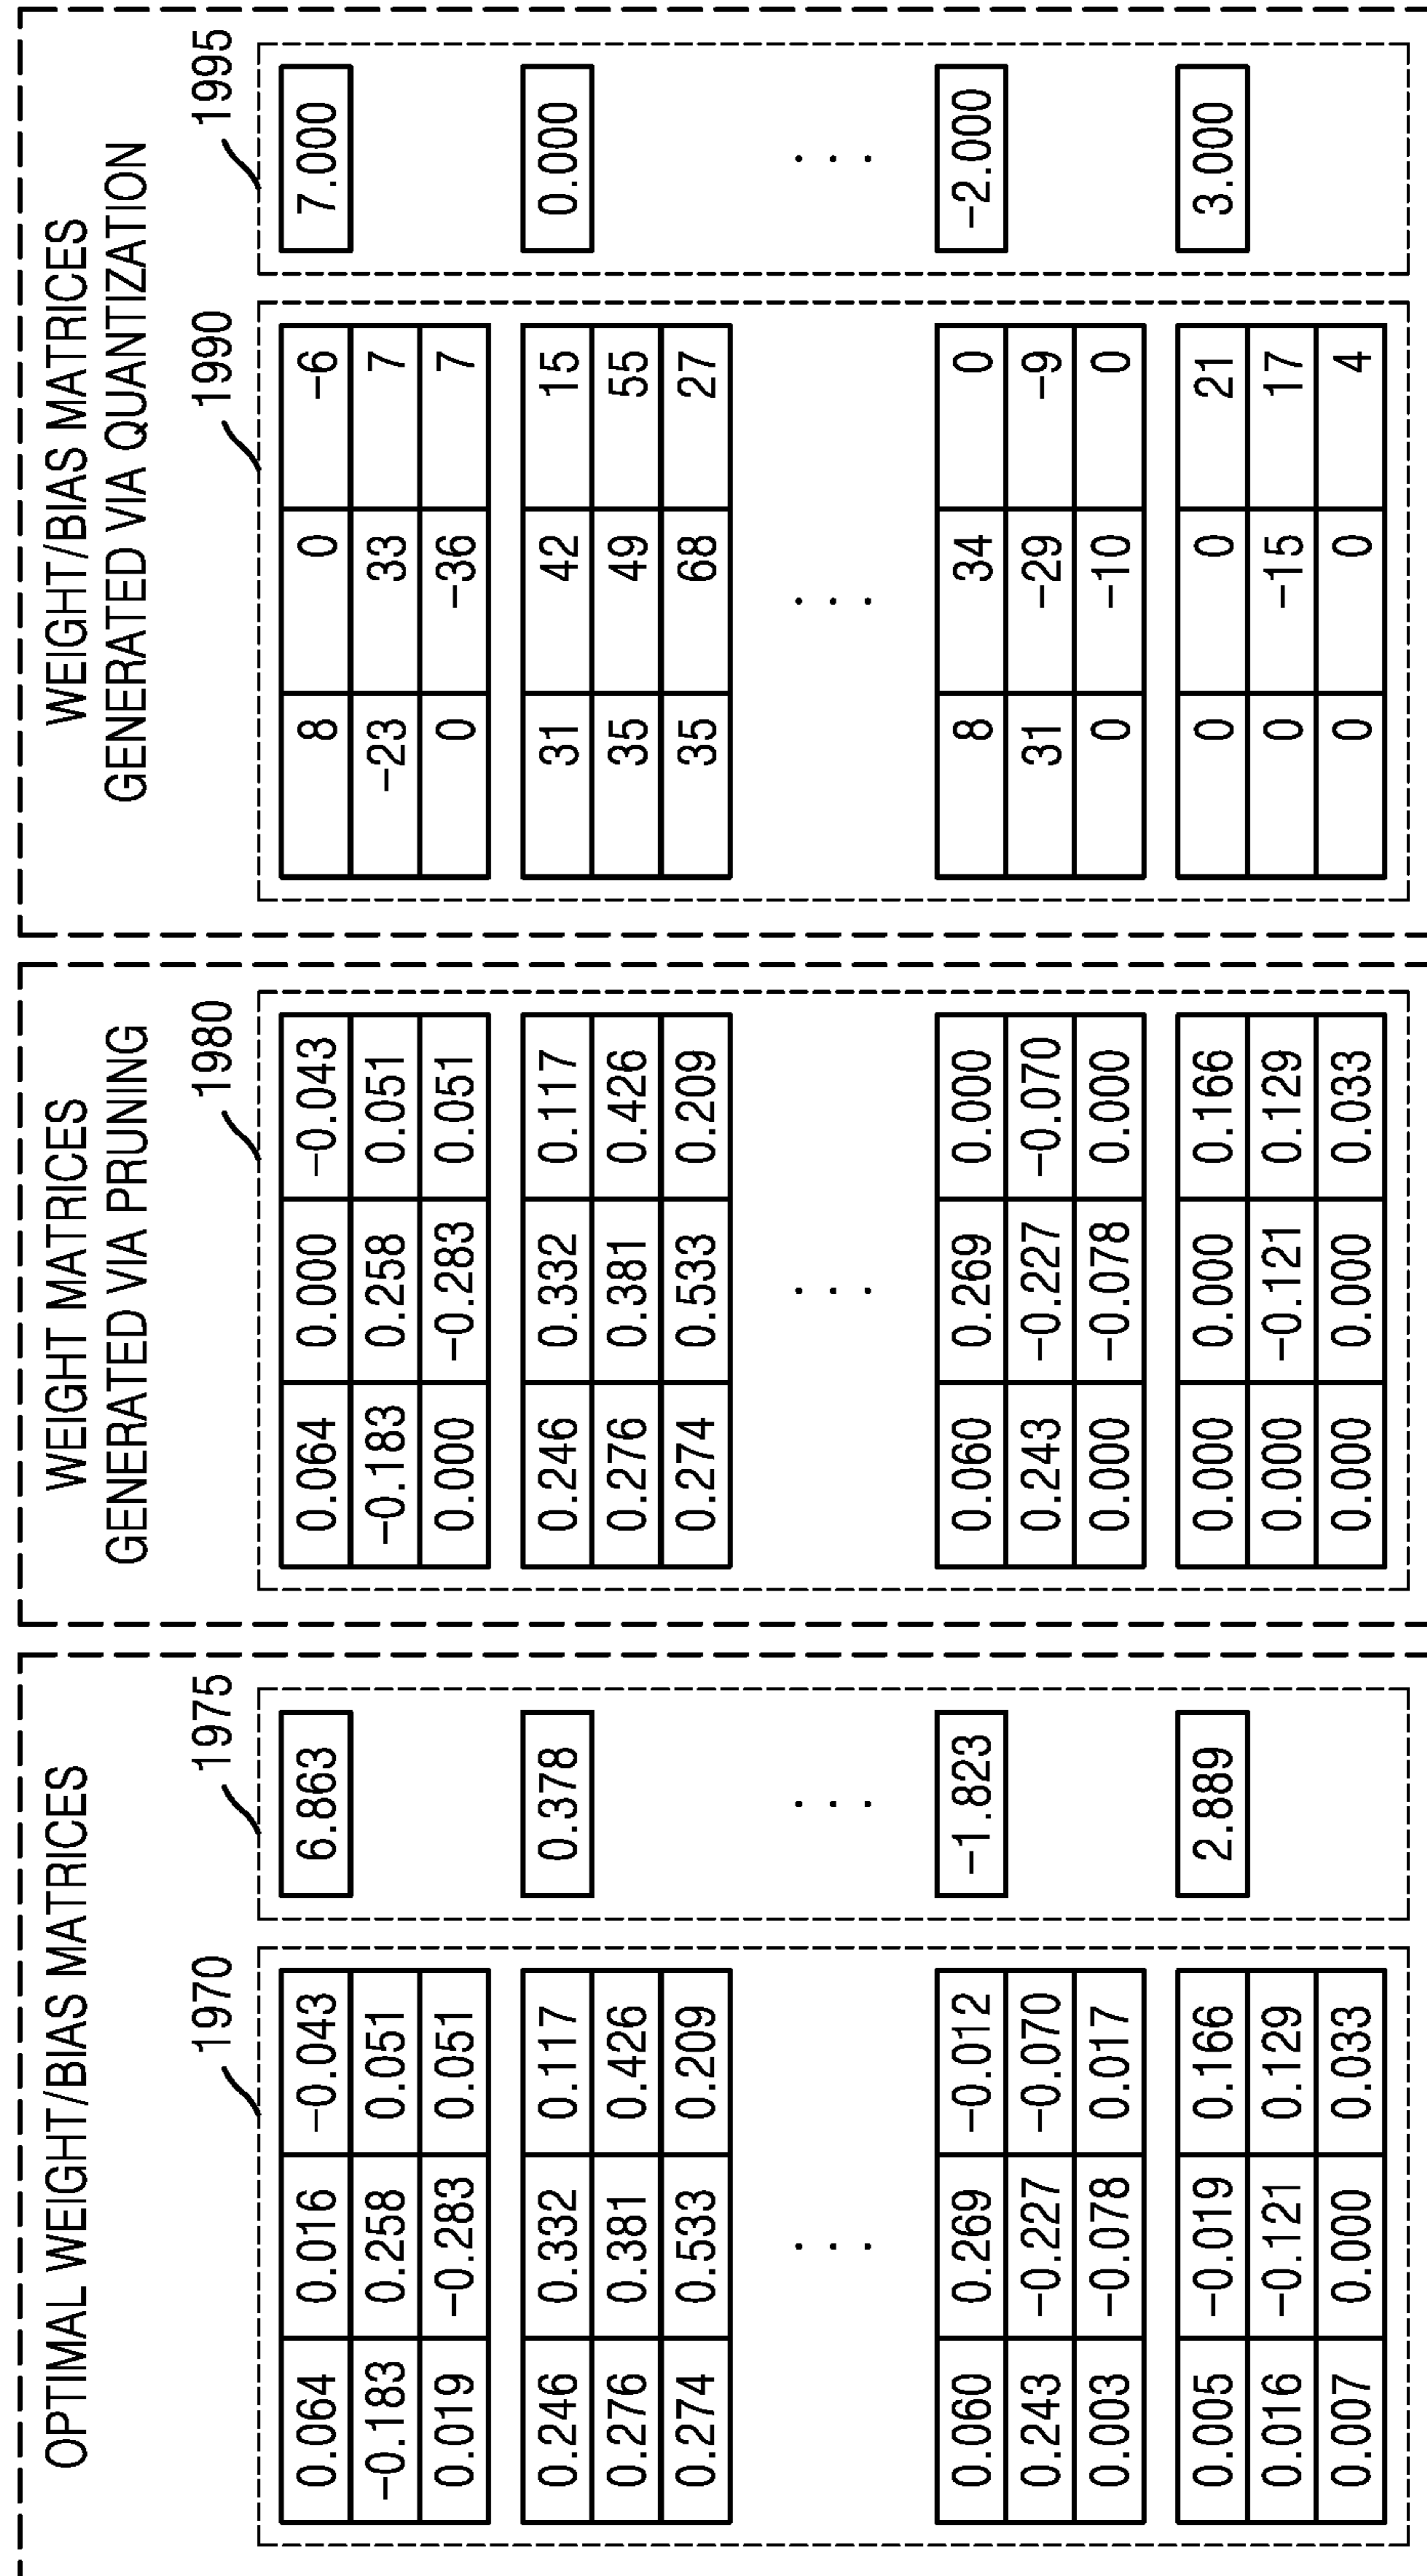 OPTIMAL WEIGHT/BIAS MATRICES
1970
1975
0.064 0.016 −0.043
−0.183 0.258 0.051
0.019 −0.283 0.051
6.863
0.246 0.332 0.117
0.276 0.381 0.426
0.274 0.533 0.209
0.378
. . .
. . .
0.060 0.269 −0.012
0.243 −0.227 −0.070
0.003 −0.078 0.017
−1.823
0.005 −0.019 0.166
0.016 −0.121 0.129
0.007 0.000 0.033
2.889
WEIGHT MATRICES
GENERATED VIA PRUNING
1980
0.064 0.000 −0.043
−0.183 0.258 0.051
0.000 −0.283 0.051
0.246 0.332 0.117
0.276 0.381 0.426
0.274 0.533 0.209
. . .
0.060 0.269 0.000
0.243 −0.227 −0.070
0.000 −0.078 0.000
0.000 0.000 0.166
0.000 −0.121 0.129
0.000 0.000 0.033
WEIGHT/BIAS MATRICES
GENERATED VIA QUANTIZATION
1990
1995
8 0 −6
−23 33 7
0 −36 7
7.000
31 42 15
35 49 55
35 68 27
0.000
. . .
. . .
8 34 0
31 −29 −9
0 −10 0
−2.000
0 0 21
0 −15 17
0 0 4
3.000